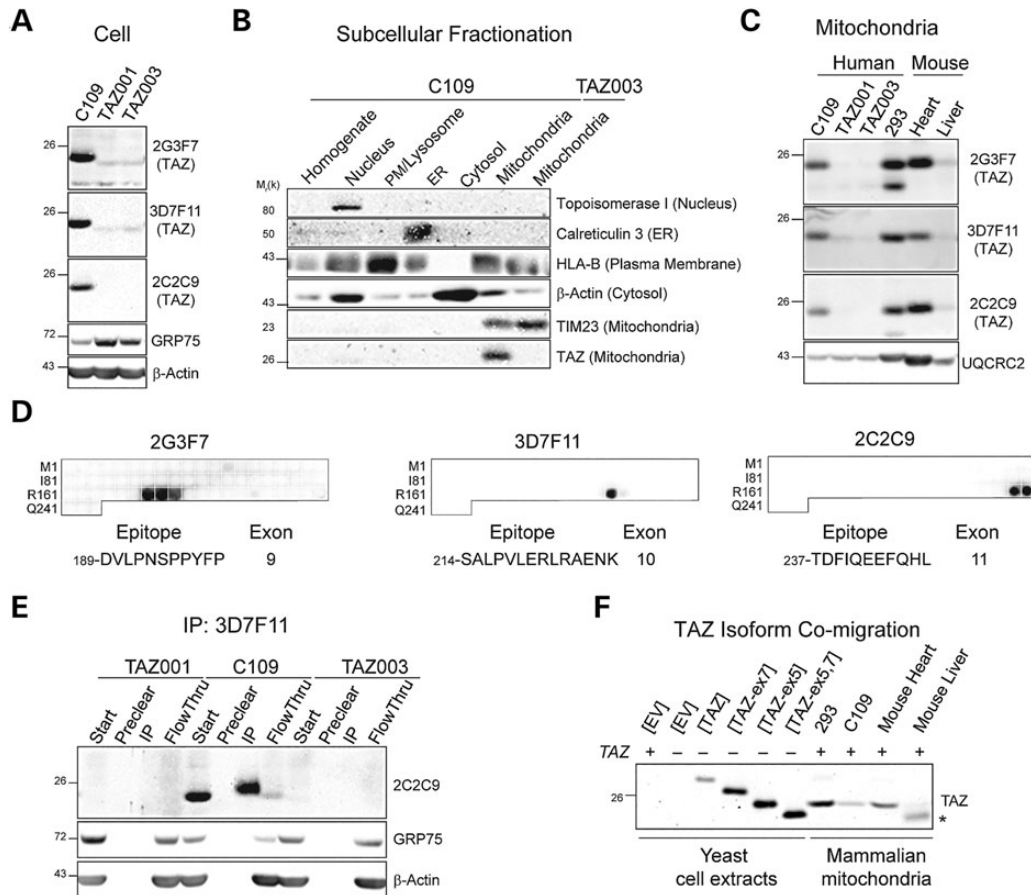 A
Cell
C109
TAZ001
TAZ003
26
2G3F7
(TAZ)
26
3D7F11
(TAZ)
26
2C2C9
(TAZ)
72
GRP75
43
β-Actin
B
Subcellular Fractionation
C109
TAZ003
Homogenate
Nucleus
PM/Lysosome
ER
Cytosol
Mitochondria
Mitochondria
Mr(k)
80
Topoisomerase I (Nucleus)
50
Calreticulin 3 (ER)
43
HLA-B (Plasma Membrane)
43
β-Actin (Cytosol)
23
TIM23 (Mitochondria)
26
TAZ (Mitochondria)
C
Mitochondria
Human Mouse
C109
TAZ001
TAZ003
293
Heart
Liver
26
2G3F7
(TAZ)
26
3D7F11
(TAZ)
26
2C2C9
(TAZ)
43
UQCRC2
D
2G3F7
M1
I81
R161
Q241
Epitope Exon
189-DVLPNSPPYFP 9
3D7F11
M1
I81
R161
Q241
Epitope Exon
214-SALPVLERLRAENK 10
2C2C9
M1
I81
R161
Q241
Epitope Exon
237-TDFIQEEFQHL 11
E
IP: 3D7F11
TAZ001 C109 TAZ003
Start
Preclear
IP
FlowThru
Start
Preclear
IP
FlowThru
Start
Preclear
IP
FlowThru
26
2C2C9
72
GRP75
43
β-Actin
F
TAZ Isoform Co-migration
[EV]
[EV]
[TAZ]
[TAZ-ex7]
[TAZ-ex5]
[TAZ-ex5,7]
293
C109
Mouse Heart
Mouse Liver
TAZ + – – – – – + + + +
26
TAZ
*
Yeast
cell extracts
Mammalian
mitochondria